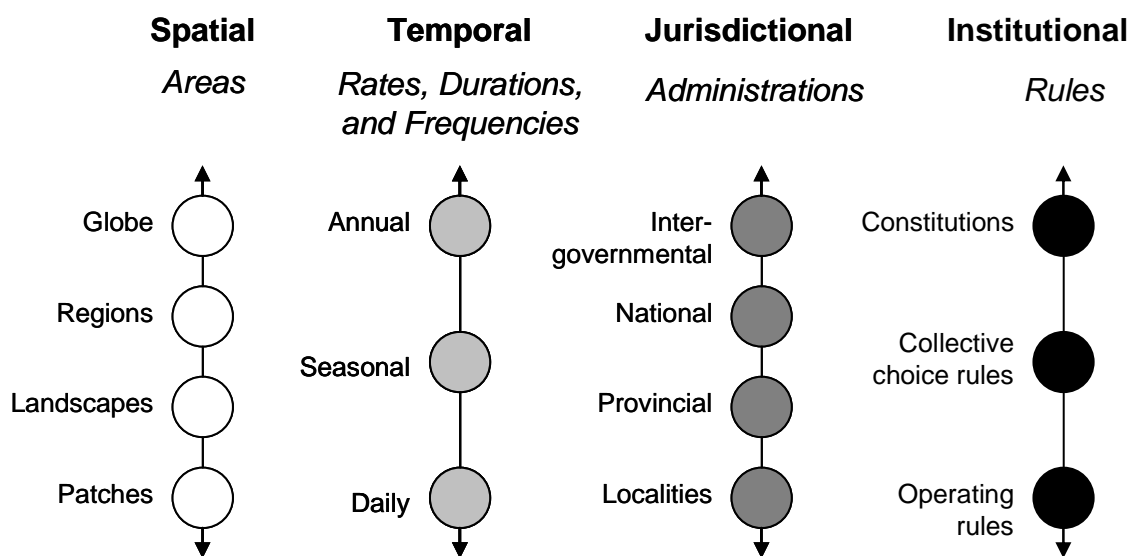 Spatial
Temporal
Jurisdictional
Institutional
Areas
Rates, Durations,
and Frequencies
Administrations
Rules
Globe
Regions
Landscapes
Patches
Annual
Seasonal
Daily
Inter-
governmental
National
Provincial
Localities
Constitutions
Collective
choice rules
Operating
rules